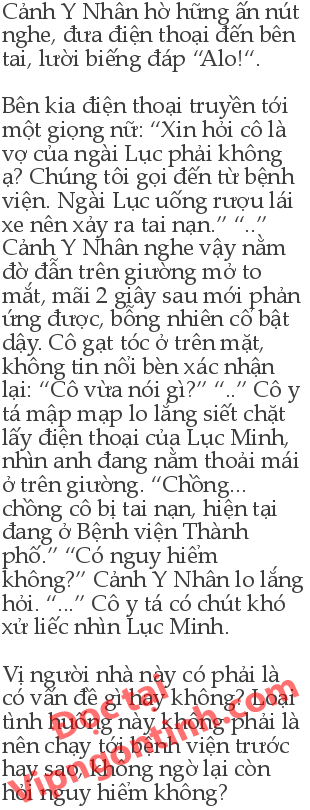 Cảnh Y Nhân hờ hững ấn nút
nghe, đưa điện thoại đến bên
tai, lười biếng đáp “Alo!“.
Bên kia điện thoại truyền tới
một giọng nữ: “Xin hỏi cô là
vợ của ngài Lục phải không
ạ? Chúng tôi gọi đến từ bệnh
viện. Ngài Lục uống rượu lái
xe nên xảy ra tai nạn.” “..”
Cảnh Y Nhân nghe vậy nằm
đờ đẫn trên giường mở to
mắt, mãi 2 giây sau mới phản
ứng được, bỗng nhiên cô bật
dậy. Cô gạt tóc ở trên mặt,
không tin nổi bèn xác nhận
lại: “Cô vừa nói gì?” “..” Cô y
tá mập mạp lo lắng siết chặt
lấy điện thoại của Lục Minh,
nhìn anh đang nằm thoải mái
ở trên giường. “Chồng...
chồng cô bị tai nạn, hiện tại
đang ở Bệnh viện Thành
phố.” “Có nguy hiểm
không?” Cảnh Y Nhân lo lắng
hỏi. “...” Cô y tá có chút khó
xử liếc nhìn Lục Minh.
Vị người nhà này có phải là
có vấn đề gì hay không? Loại
tình huống này không phải là
nên chạy tới bệnh viện trước
hay sao, không ngờ lại còn
hỏi nguy hiểm không?
Đọc tại
Vipngontinh.com